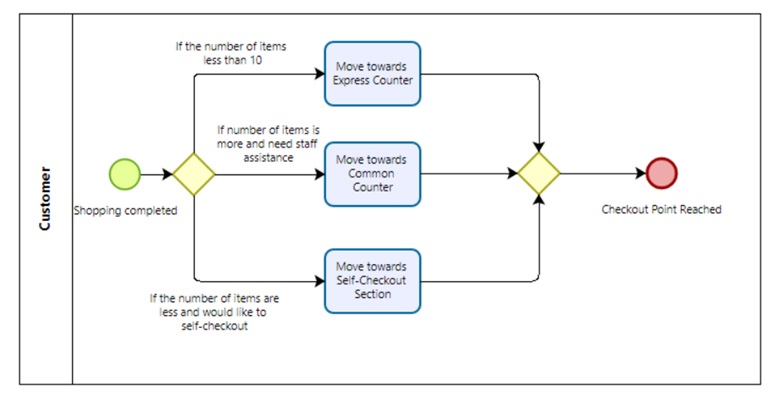 Customer
Shopping completed
If the number of items
less than 10
Move towards
Express Counter
If number of items is
more and need staff
assistance
Move towards
Common
Counter
If the number of items are
less and would like to
self-checkout
Move towards
Self-Checkout
Section
Checkout Point Reached